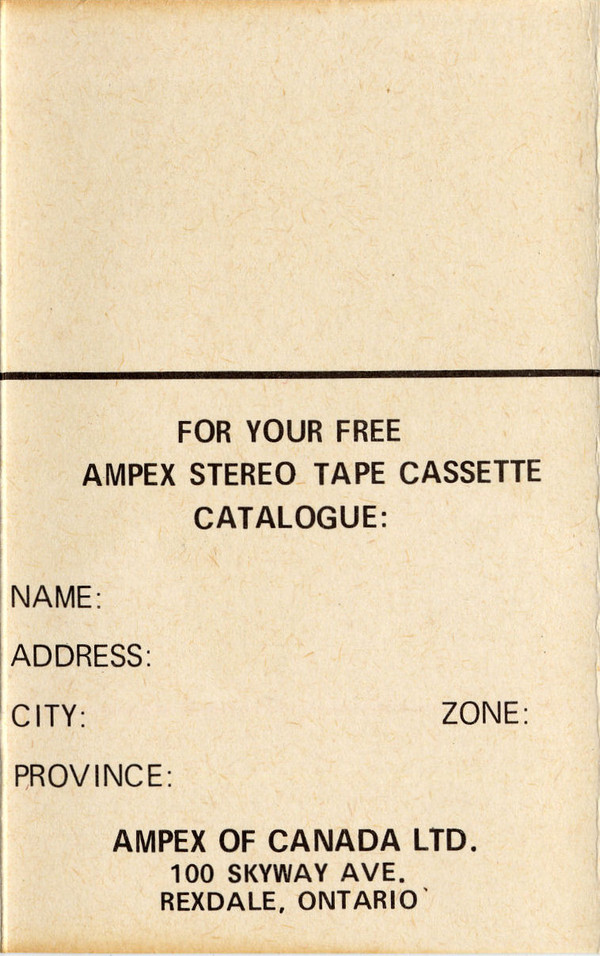 FOR YOUR FREE
AMPEX STEREO TAPE CASSETTE
CATALOGUE:
NAME:
ADDRESS:
CITY: ZONE:
PROVINCE:
AMPEX OF CANADA LTD.
100 SKYWAY AVE.
REXDALE, ONTARIO